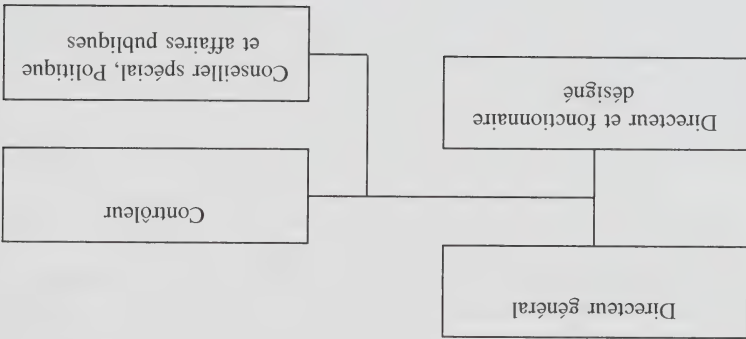 Directeur général
Contrôleur
Directeur et fonctionnaire
désigné
Conseiller spécial, Politique
et affaires publiques